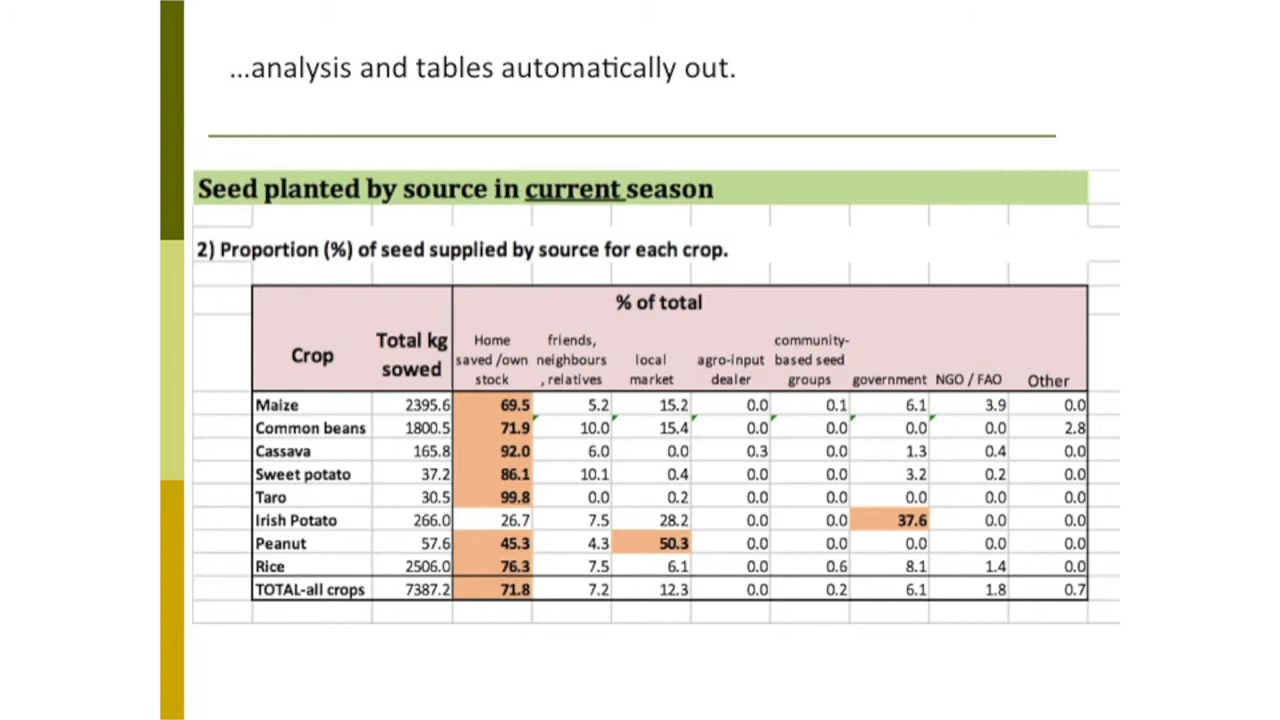 ...analysis and tables automatically out.
Seed planted by source in current season
2) Proportion (%) of seed supplied by source for each crop.
% of total
Crop Total kg sowed Home saved /own stock friends, neighbours , relatives local market agro-input dealer community-based seed groups government NGO / FAO Other
Maize 2395.6 69.5 5.2 15.2 0.0 0.1 6.1 3.9 0.0
Common beans 1800.5 71.9 10.0 15.4 0.0 0.0 0.0 0.0 2.8
Cassava 165.8 92.0 6.0 0.0 0.3 0.0 1.3 0.4 0.0
Sweet potato 37.2 86.1 10.1 0.4 0.0 0.0 3.2 0.2 0.0
Taro 30.5 99.8 0.0 0.2 0.0 0.0 0.0 0.0 0.0
Irish Potato 266.0 26.7 7.5 28.2 0.0 0.0 37.6 0.0 0.0
Peanut 57.6 45.3 4.3 50.3 0.0 0.0 0.0 0.0 0.0
Rice 2506.0 76.3 7.5 6.1 0.0 0.6 8.1 1.4 0.0
TOTAL-all crops 7387.2 71.8 7.2 12.3 0.0 0.2 6.1 1.8 0.7